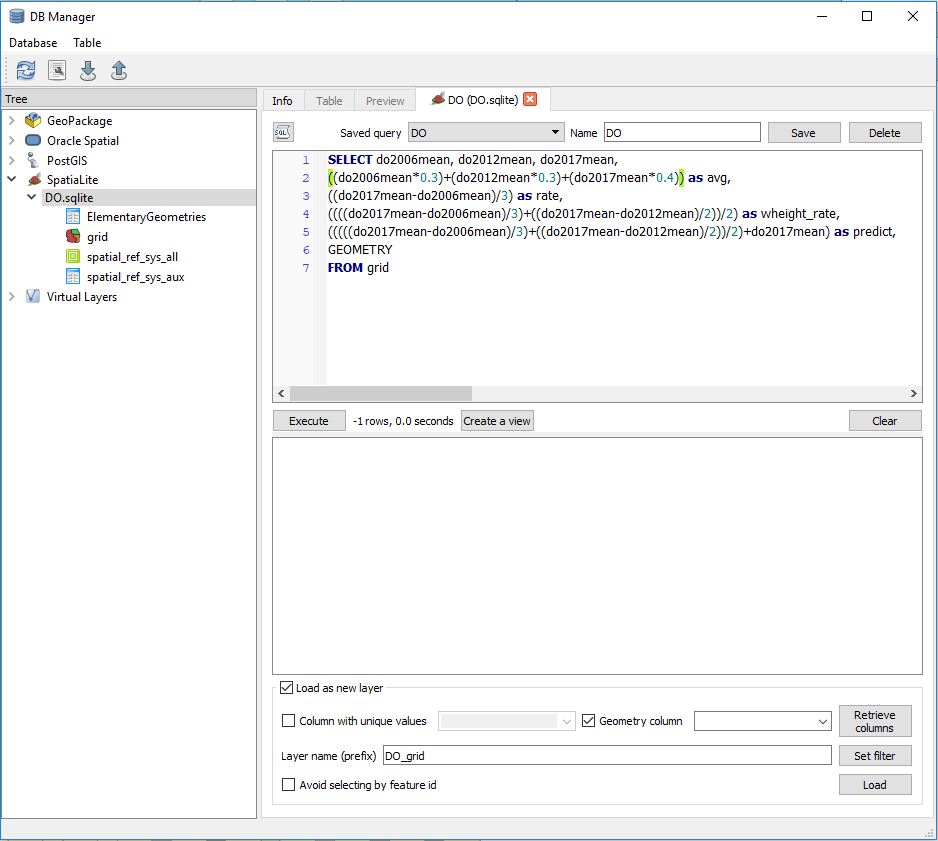 DB Manager
Database Table
Tree
GeoPackage
Oracle Spatial
PostGIS
SpatiaLite
DO.sqlite
ElementaryGeometries
grid
spatial_ref_sys_all
spatial_ref_sys_aux
Virtual Layers
Info Table Preview DO (DO.sqlite)
SQL Saved query DO Name DO Save Delete
1 SELECT do2006mean, do2012mean, do2017mean,
2 ((do2006mean*0.3)+(do2012mean*0.3)+(do2017mean*0.4)) as avg,
3 ((do2017mean-do2006mean)/3) as rate,
4 ((((do2017mean-do2006mean)/3)+((do2017mean-do2012mean)/2))/2) as wheight_rate,
5 (((((do2017mean-do2006mean)/3)+((do2017mean-do2012mean)/2))/2)+do2017mean) as predict,
6 GEOMETRY
7 FROM grid
Execute -1 rows, 0.0 seconds Create a view Clear
Load as new layer
Column with unique values Geometry column Retrieve columns
Layer name (prefix) DO_grid Set filter
Avoid selecting by feature id Load